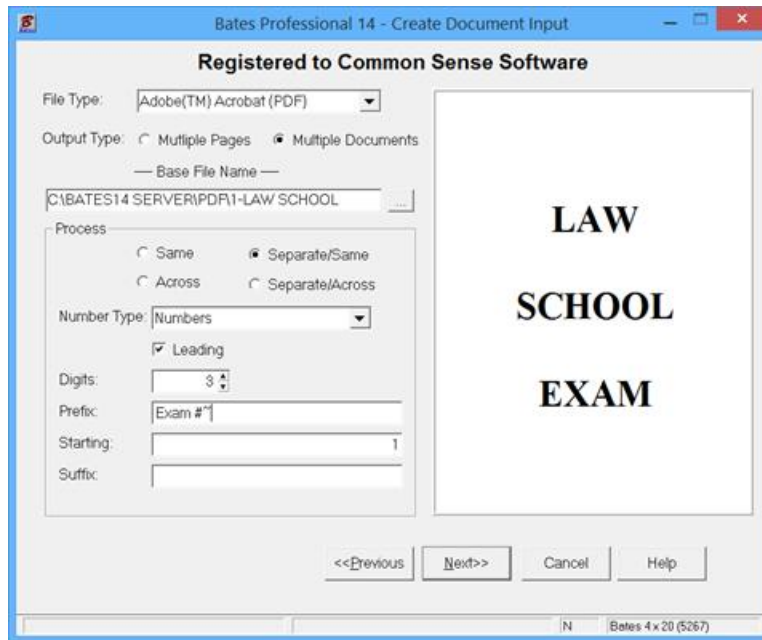 Bates Professional 14 - Create Document Input
Registered to Common Sense Software
File Type: Adobe(TM) Acrobat (PDF)
Output Type: Mutliple Pages Multiple Documents
— Base File Name —
C:\BATES14 SERVER\PDF\1-LAW SCHOOL ...
Process
Same Separate/Same
Across Separate/Across
Number Type: Numbers
Leading
Digits: 3
Prefix: Exam #~
Starting: 1
Suffix:
LAW
SCHOOL
EXAM
<<Previous Next>> Cancel Help
N Bates 4 x 20 (5267)